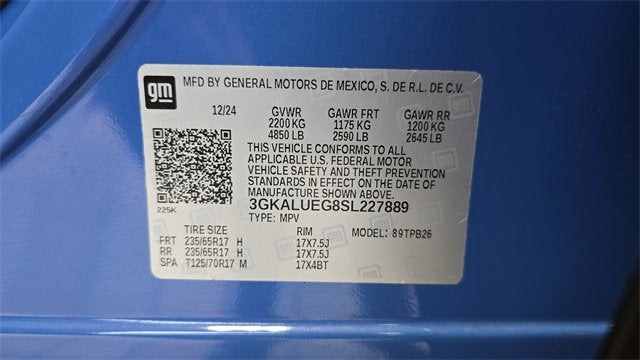 gm
MFD BY GENERAL MOTORS DE MEXICO, S. DE R.L. DE C.V.
12/24 GVWR GAWR FRT GAWR RR
2200 KG 1175 KG 1200 KG
4850 LB 2590 LB 2645 LB
THIS VEHICLE CONFORMS TO ALL
APPLICABLE U.S. FEDERAL MOTOR
VEHICLE SAFETY AND THEFT PREVENTION
STANDARDS IN EFFECT ON THE DATE OF
MANUFACTURE SHOWN ABOVE.
225K 3GKALUEG8SL227889
TYPE: MPV
TIRE SIZE RIM MODEL: 89TPB26
FRT 235/65R17 H 17X7.5J
RR 235/65R17 H 17X7.5J
SPA T125/70R17 M 17X4BT